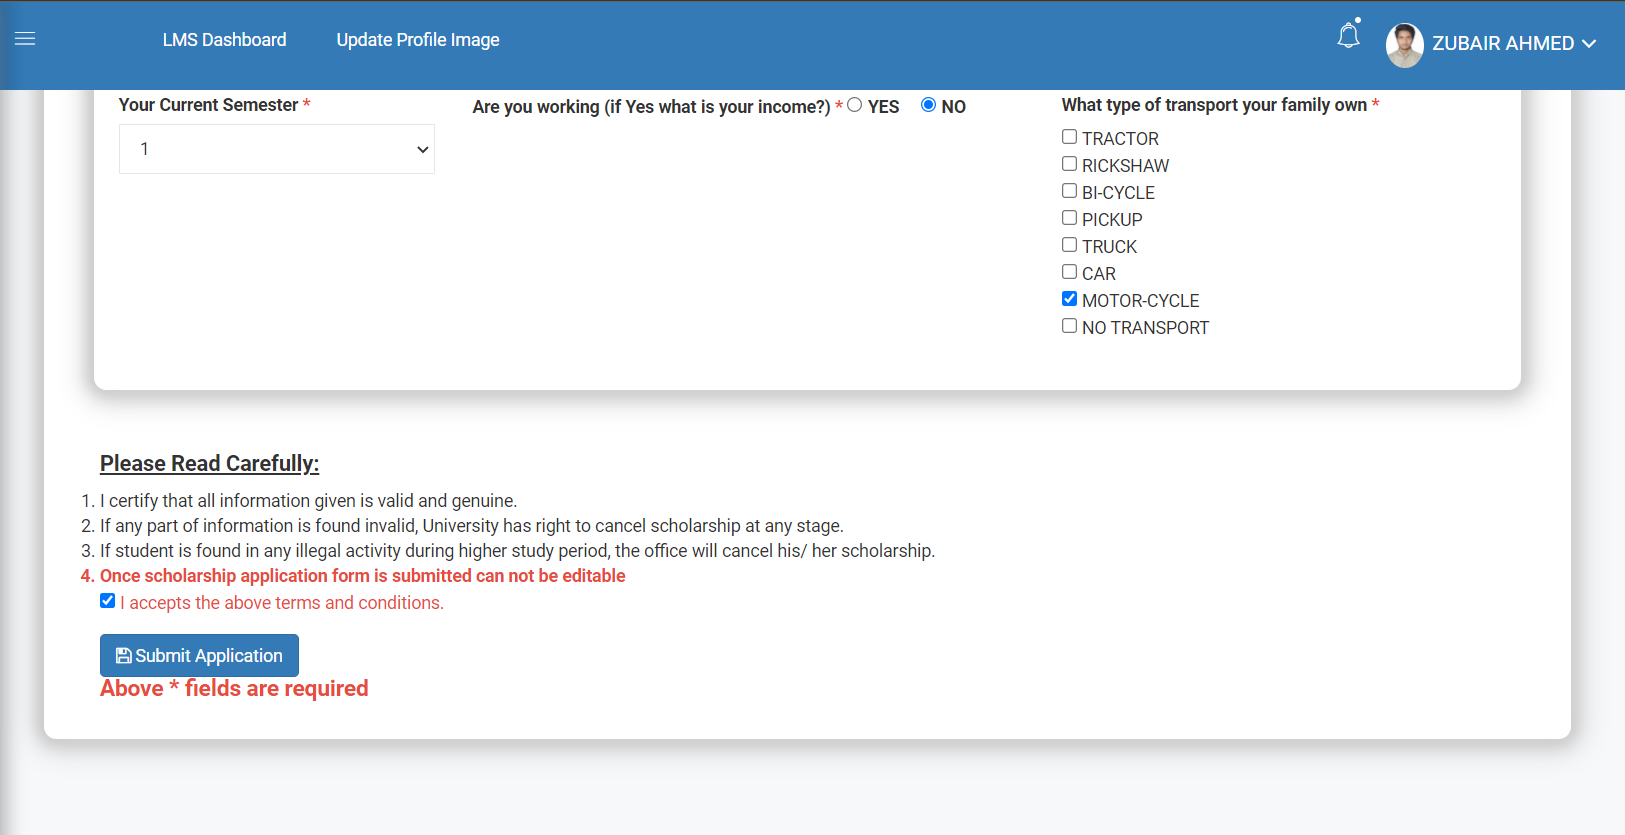 LMS Dashboard
Update Profile Image
ZUBAIR AHMED
Your Current Semester *
1
Are you working (if Yes what is your income?) * YES NO
What type of transport your family own *
TRACTOR
RICKSHAW
BI-CYCLE
PICKUP
TRUCK
CAR
MOTOR-CYCLE
NO TRANSPORT
Please Read Carefully:
1. I certify that all information given is valid and genuine.
2. If any part of information is found invalid, University has right to cancel scholarship at any stage.
3. If student is found in any illegal activity during higher study period, the office will cancel his/ her scholarship.
4. Once scholarship application form is submitted can not be editable
I accepts the above terms and conditions.
Submit Application
Above * fields are required